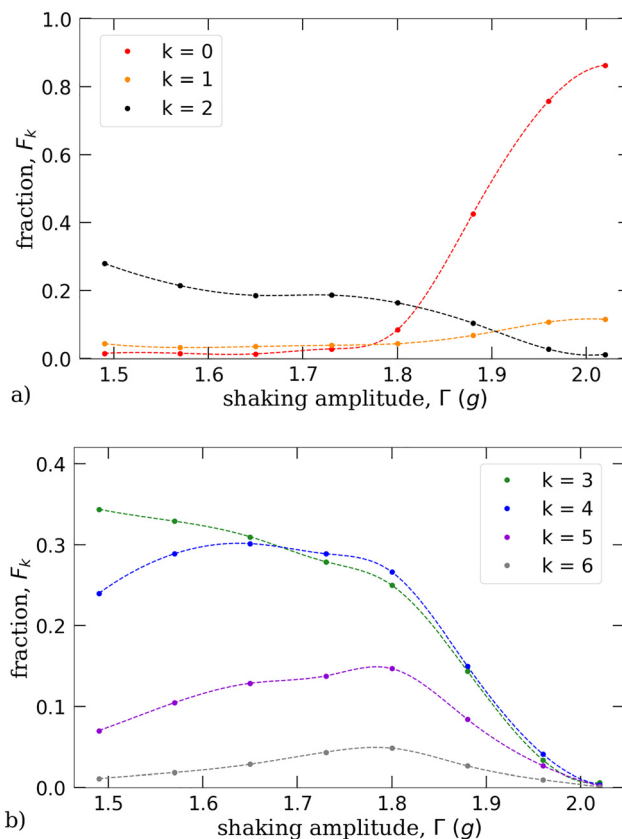 1.0
0.8
0.6
0.4
0.2
0.0
fraction, F_k
k = 0
k = 1
k = 2
1.5 1.6 1.7 1.8 1.9 2.0
shaking amplitude, Γ (g)
a)
0.4
0.3
0.2
0.1
0.0
fraction, F_k
k = 3
k = 4
k = 5
k = 6
1.5 1.6 1.7 1.8 1.9 2.0
shaking amplitude, Γ (g)
b)